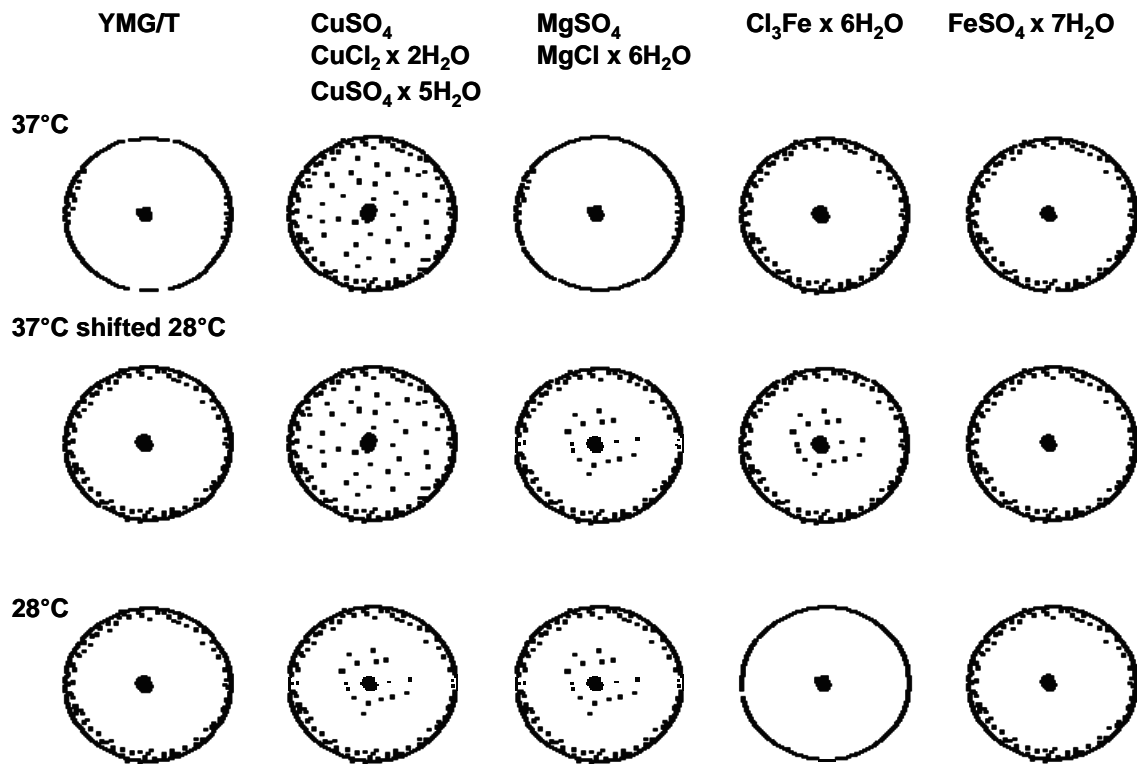 YMG/T
CuSO₄
CuCl₂ x 2H₂O
CuSO₄ x 5H₂O
MgSO₄
MgCl x 6H₂O
Cl₃Fe x 6H₂O
FeSO₄ x 7H₂O
37°C
37°C shifted 28°C
28°C